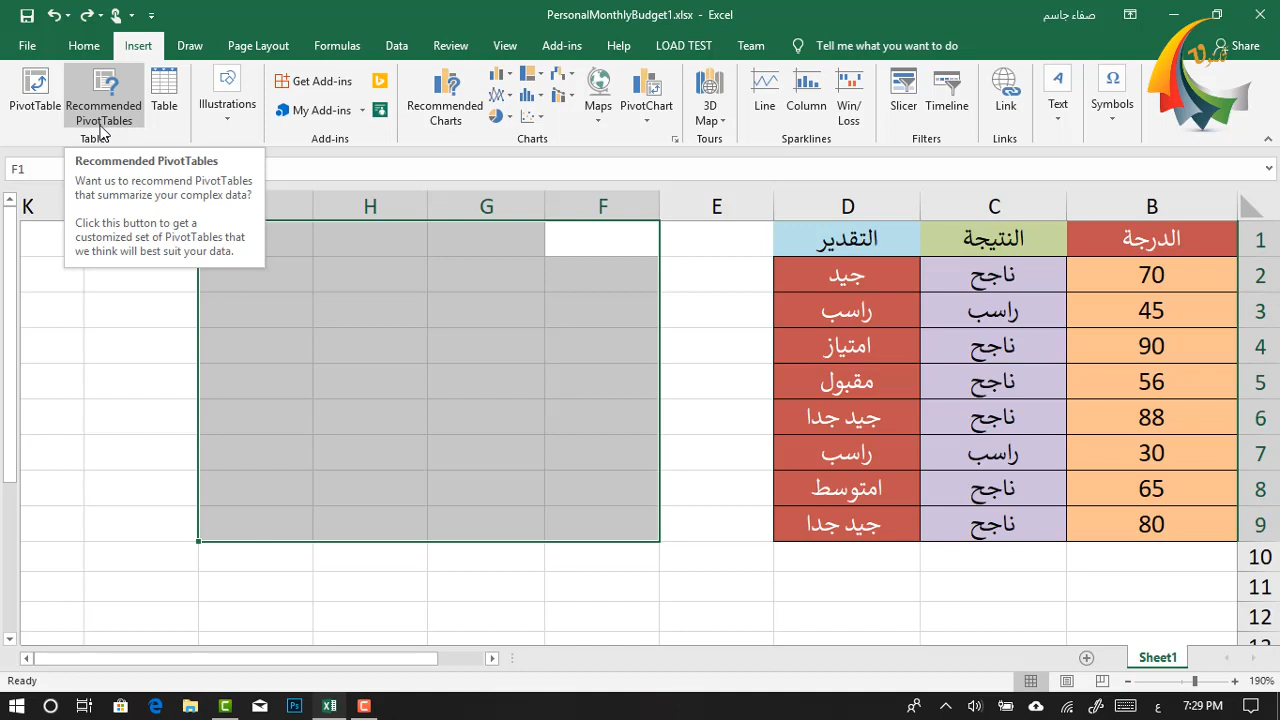 PersonalMonthlyBudget1.xlsx - Excel
صفاء جاسم
File Home Insert Draw Page Layout Formulas Data Review View Add-ins Help LOAD TEST Team Tell me what you want to do Share
PivotTable
Recommended
PivotTables
Table
Tables
Illustrations
Get Add-ins
My Add-ins
Add-ins
Recommended
Charts
Maps
PivotChart
Charts
3D
Map
Tours
Line
Column
Win/
Loss
Sparklines
Slicer
Timeline
Filters
Link
Links
Text
Symbols
F1
Recommended PivotTables
Want us to recommend PivotTables
that summarize your complex data?
Click this button to get a
customized set of PivotTables that
we think will best suit your data.
K H G F E D C B
1 الدرجة النتيجة التقدير
2 70 ناجح جيد
3 45 راسب راسب
4 90 ناجح امتياز
5 56 ناجح مقبول
6 88 ناجح جيد جدا
7 30 راسب راسب
8 65 ناجح امتوسط
9 80 ناجح جيد جدا
10
11
12
Sheet1
Ready
190%
7:29 PM